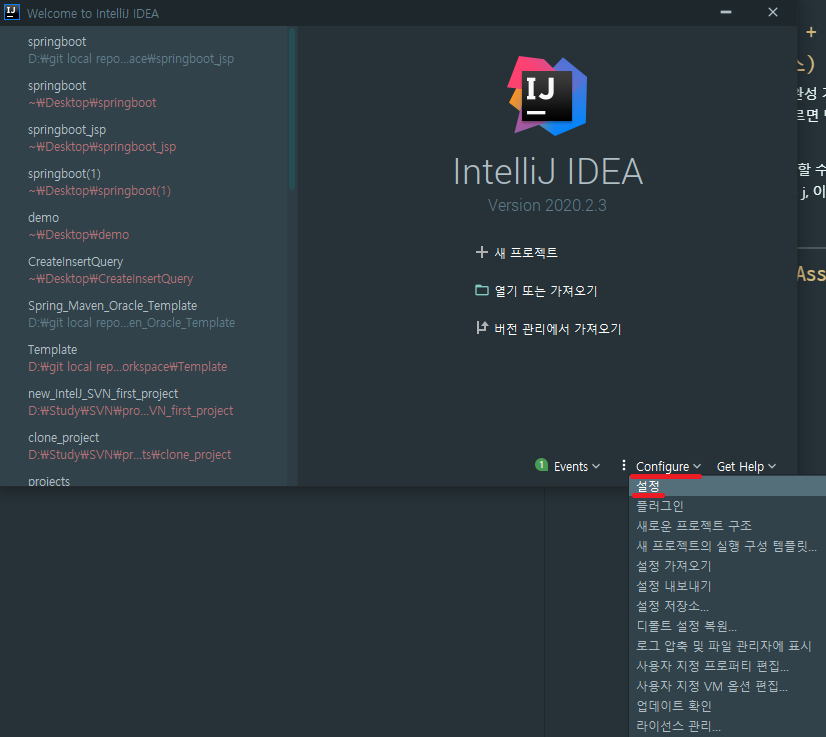 IJ Welcome to IntelliJ IDEA
springboot
D:₩git local repo...ace₩springboot_jsp
springboot
~₩Desktop₩springboot
springboot_jsp
~₩Desktop₩springboot_jsp
springboot(1)
~₩Desktop₩springboot(1)
demo
~₩Desktop₩demo
CreateInsertQuery
~₩Desktop₩CreateInsertQuery
Spring_Maven_Oracle_Template
D:₩git local repo...en_Oracle_Template
Template
D:₩git local rep...orkspace₩Template
new_IntelJ_SVN_first_project
D:₩Study₩SVN₩pro...VN_first_project
clone_project
D:₩Study₩SVN₩pr...ts₩clone_project
projects
IJ
IntelliJ IDEA
Version 2020.2.3
새 프로젝트
열기 또는 가져오기
버전 관리에서 가져오기
1 Events
Configure
Get Help
설정
플러그인
새로운 프로젝트 구조
새 프로젝트의 실행 구성 템플릿...
설정 가져오기
설정 내보내기
설정 저장소...
디폴트 설정 복원...
로그 압축 및 파일 관리자에 표시
사용자 지정 프로퍼티 편집...
사용자 지정 VM 옵션 편집...
업데이트 확인
라이선스 관리...
+
스)
완성
르면
할 수
j, 이
Ass